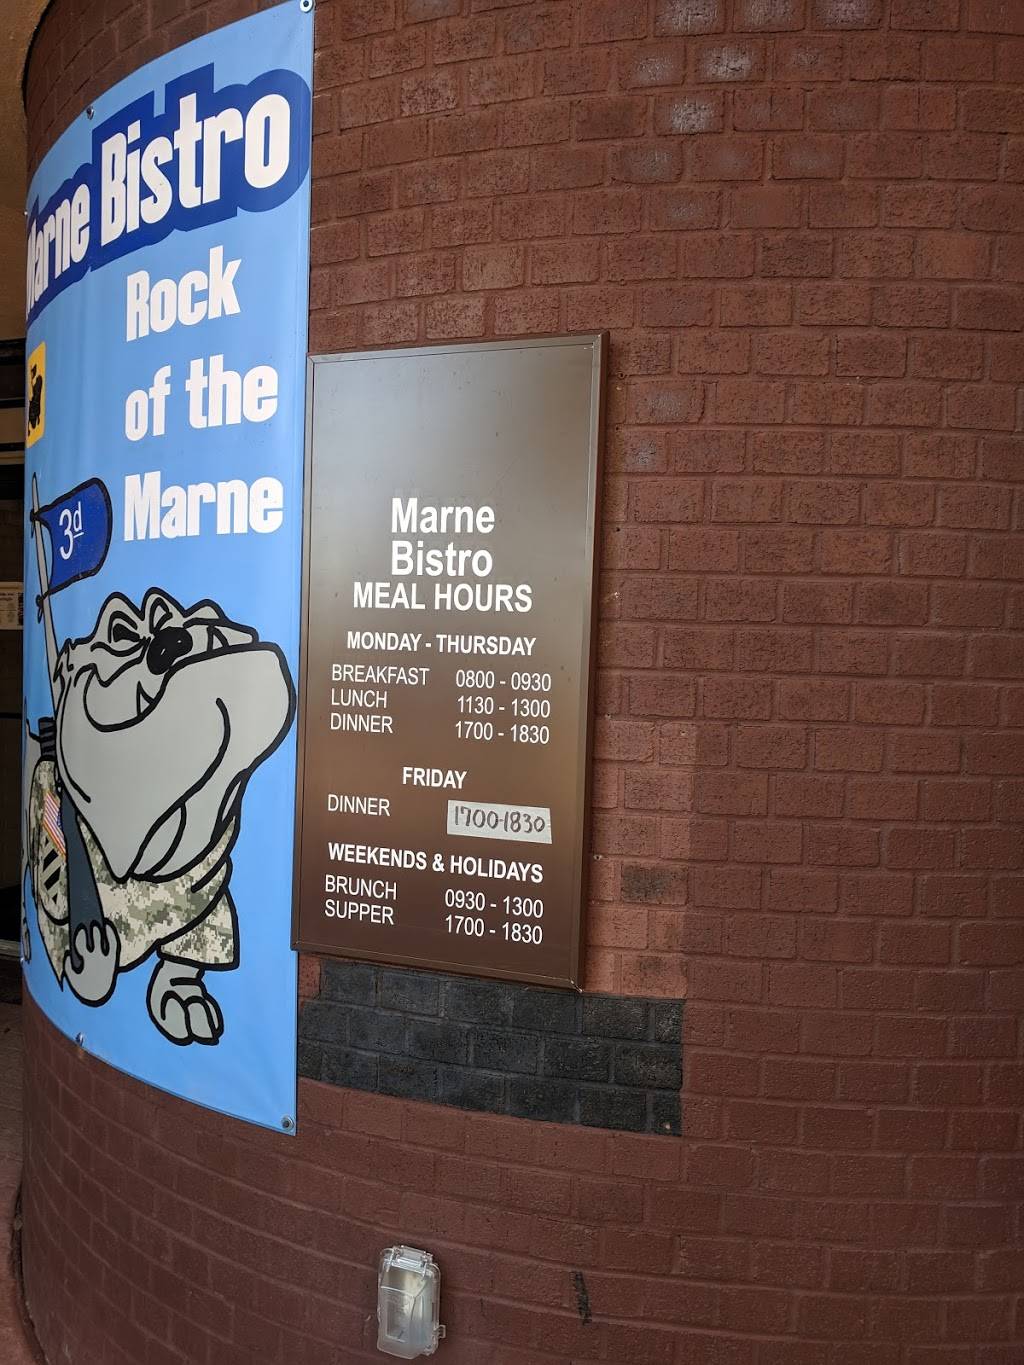 Marne Bistro
Rock
of the
Marne
3d
Marne
Bistro
MEAL HOURS
MONDAY - THURSDAY
BREAKFAST 0800 - 0930
LUNCH 1130 - 1300
DINNER 1700 - 1830
FRIDAY
DINNER 1700-1830
WEEKENDS & HOLIDAYS
BRUNCH 0930 - 1300
SUPPER 1700 - 1830